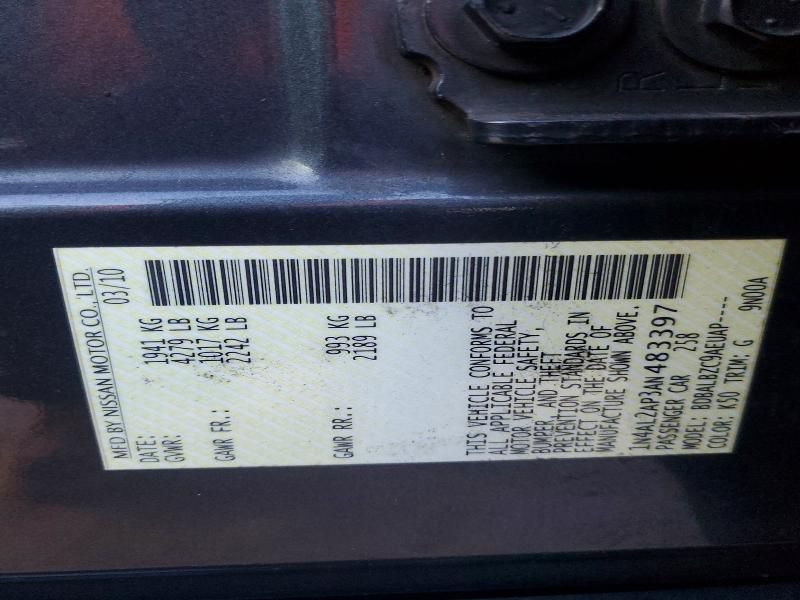 MFD BY NISSAN MOTOR CO., LTD.
DATE: 03/10
GVWR: 1941 KG
4279 LB
GAWR FR.: 1017 KG
2242 LB
GAWR RR.: 993 KG
2189 LB
THIS VEHICLE CONFORMS TO
ALL APPLICABLE FEDERAL
MOTOR VEHICLE SAFETY,
BUMPER, AND THEFT
PREVENTION STANDARDS IN
EFFECT ON THE DATE OF
MANUFACTURE SHOWN ABOVE.
1N4AL2AP3AN483397
PASSENGER CAR 258
MODEL: BDBALBZC9AEUAP----
COLOR: K50 TRIM: G 9N00A
R